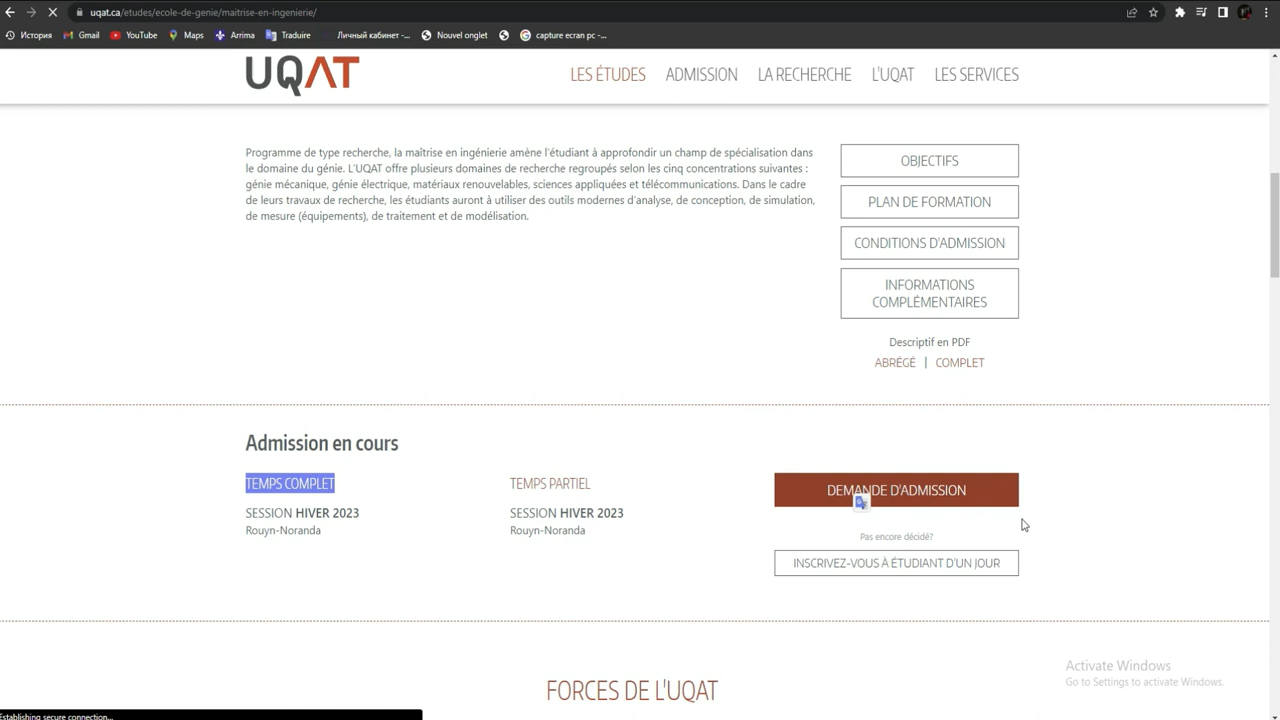 uqat.ca/etudes/ecole-de-genie/maitrise-en-ingenierie/
История Gmail YouTube Maps Arrima Traduire Личный кабинет -... Nouvel onglet capture ecran pc -...
UQAT LES ÉTUDES ADMISSION LA RECHERCHE L'UQAT LES SERVICES
Programme de type recherche, la maîtrise en ingénierie amène l'étudiant à approfondir un champ de spécialisation dans
le domaine du génie. L'UQAT offre plusieurs domaines de recherche regroupés selon les cinq concentrations suivantes :
génie mécanique, génie électrique, matériaux renouvelables, sciences appliquées et télécommunications. Dans le cadre
de leurs travaux de recherche, les étudiants auront à utiliser des outils modernes d'analyse, de conception, de simulation,
de mesure (équipements), de traitement et de modélisation.
OBJECTIFS
PLAN DE FORMATION
CONDITIONS D'ADMISSION
INFORMATIONS
COMPLÉMENTAIRES
Descriptif en PDF
ABRÉGÉ | COMPLET
Admission en cours
TEMPS COMPLET
SESSION HIVER 2023
Rouyn-Noranda
TEMPS PARTIEL
SESSION HIVER 2023
Rouyn-Noranda
DEMANDE D'ADMISSION
Pas encore décidé?
INSCRIVEZ-VOUS À ÉTUDIANT D'UN JOUR
FORCES DE L'UQAT
Activate Windows
Go to Settings to activate Windows.
Establishing secure connection...